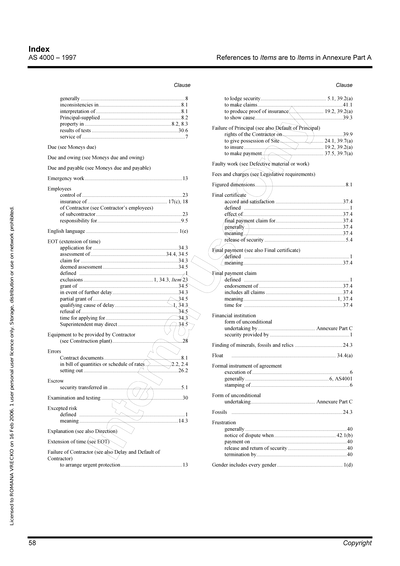 Index
AS 4000 – 1997
References to Items are to Items in Annexure Part A
Clause
generally ... 8
inconsistencies in ... 8.1
interpretation of ... 8.1
Principal-supplied ... 8.2
property in ... 8.2, 8.3
results of tests ... 30.6
service of ... 7
Due (see Moneys due)
Due and owing (see Moneys due and owing)
Due and payable (see Moneys due and payable)
Emergency work ... 13
Employees
control of ... 23
insurance of ... 17(c), 18
of Contractor (see Contractor's employees)
of subcontractor ... 23
responsibility for ... 9.5
English language ... 1(e)
EOT (extension of time)
application for ... 34.3
assessment of ... 34.4, 34.5
claim for ... 34.3
deemed assessment ... 34.5
defined ... 1
exclusions ... 1, 34.3, Item 23
grant of ... 34.5
in event of further delay ... 34.3
partial grant of ... 34.5
qualifying cause of delay ... 1, 34.3
refusal of ... 34.5
time for applying for ... 34.3
Superintendent may direct ... 34.5
Equipment to be provided by Contractor
(see Construction plant) ... 28
Errors
Contract documents ... 8.1
in bill of quantities or schedule of rates ... 2.2, 2.4
setting out ... 26.2
Escrow
security transferred in ... 5.1
Examination and testing ... 30
Excepted risk
defined ... 1
meaning ... 14.3
Explanation (see also Direction)
Extension of time (see EOT)
Failure of Contractor (see also Delay and Default of
Contractor)
to arrange urgent protection ... 13
Clause
to lodge security ... 5.1, 39.2(a)
to make claims ... 41.1
to produce proof of insurance ... 19.2, 39.2(a)
to show cause ... 39.3
Failure of Principal (see also Default of Principal)
rights of the Contractor on ... 39.9
to give possession of Site ... 24.1, 39.7(a)
to insure ... 19.2, 39.2(a)
to make payment ... 37.5, 39.7(a)
Faulty work (see Defective material or work)
Fees and charges (see Legislative requirements)
Figured dimensions ... 8.1
Final certificate
accord and satisfaction ... 37.4
defined ... 1
effect of ... 37.4
final payment claim for ... 37.4
generally ... 37.4
meaning ... 37.4
release of security ... 5.4
Final payment (see also Final certificate)
defined ... 1
meaning ... 37.4
Final payment claim
defined ... 1
endorsement of ... 37.4
includes all claims ... 37.4
meaning ... 1, 37.4
time for ... 37.4
Financial institution
form of unconditional
undertaking by ... Annexure Part C
security provided by ... 1
Finding of minerals, fossils and relics ... 24.3
Float ... 34.4(a)
Formal instrument of agreement
execution of ... 6
generally ... 6, AS4001
stamping of ... 6
Form of unconditional
undertaking ... Annexure Part C
Fossils ... 24.3
Frustration
generally ... 40
notice of dispute when ... 42.1(b)
payment on ... 40
release and return of security ... 40
termination by ... 40
Gender includes every gender ... 1(d)
58
Copyright
Licensed to ROMANA VRECKO on 16 Feb 2006. 1 user personal user licence only. Storage, distribution or use on network prohibited.